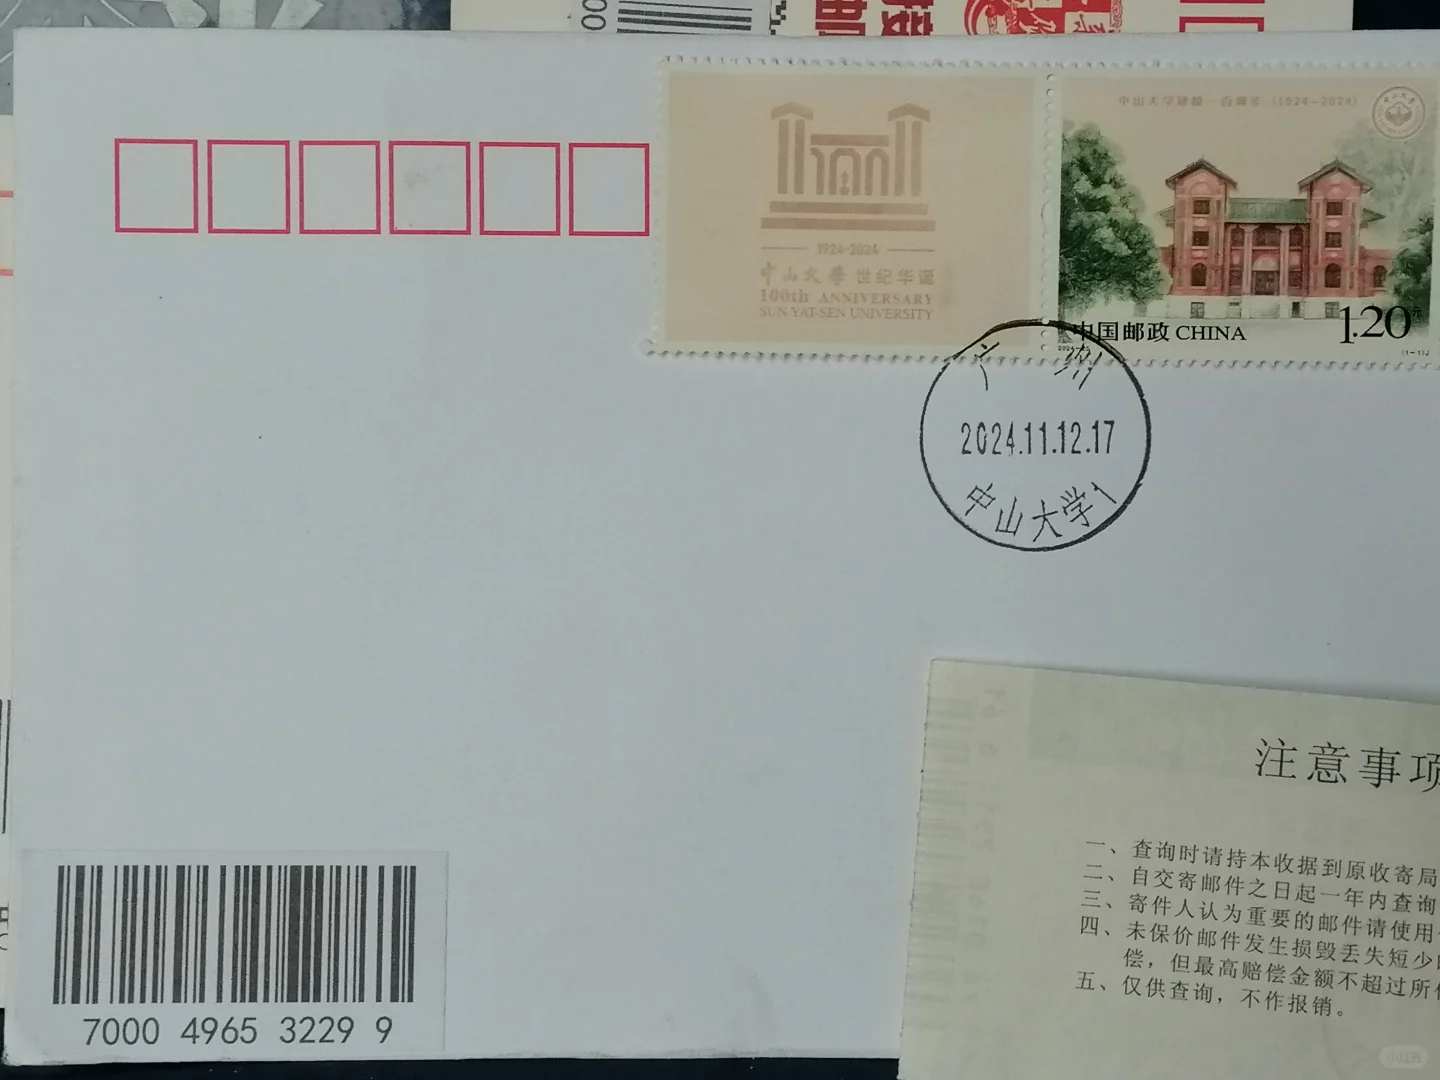 00
中山大学建校一百周年（1924－2024）
1924-2024
中山大学 世纪华诞
100th ANNIVERSARY
SUN YAT-SEN UNIVERSITY
中国邮政 CHINA
1.20元
广 州
2024.11.12.17
中山大学1
注意事项
一、查询时请持本收据到原收寄局
二、自交寄邮件之日起一年内查询
三、寄件人认为重要的邮件请使用
四、未保价邮件发生损毁丢失短少
偿，但最高赔偿金额不超过所
五、仅供查询，不作报销。
7000 4965 3229 9
小红书